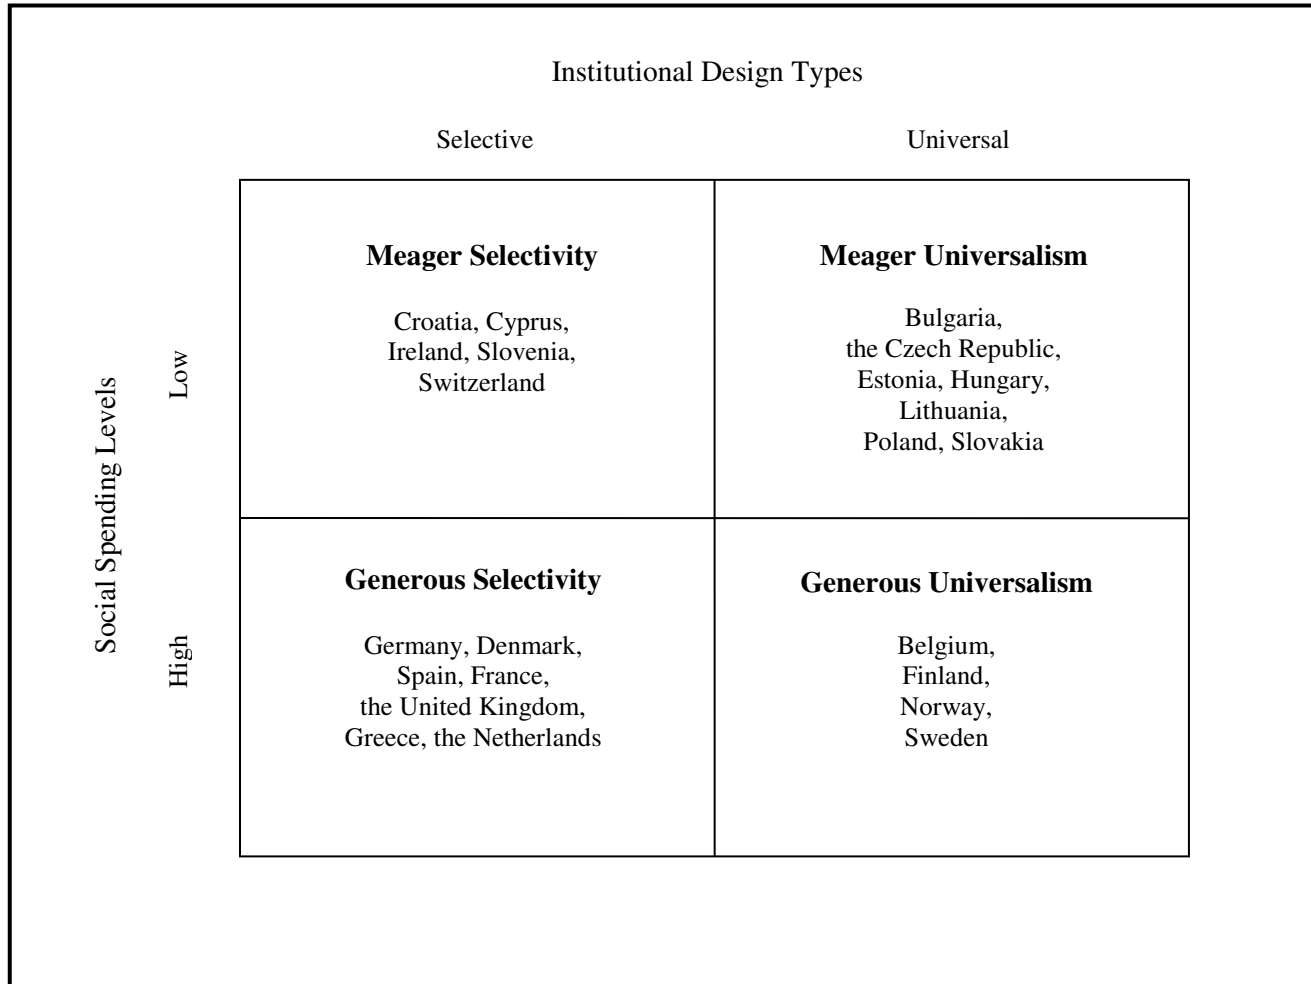 Institutional Design Types
Selective
Universal
Social Spending Levels
Low
Meager Selectivity
Croatia, Cyprus,
Ireland, Slovenia,
Switzerland
Meager Universalism
Bulgaria,
the Czech Republic,
Estonia, Hungary,
Lithuania,
Poland, Slovakia
High
Generous Selectivity
Germany, Denmark,
Spain, France,
the United Kingdom,
Greece, the Netherlands
Generous Universalism
Belgium,
Finland,
Norway,
Sweden